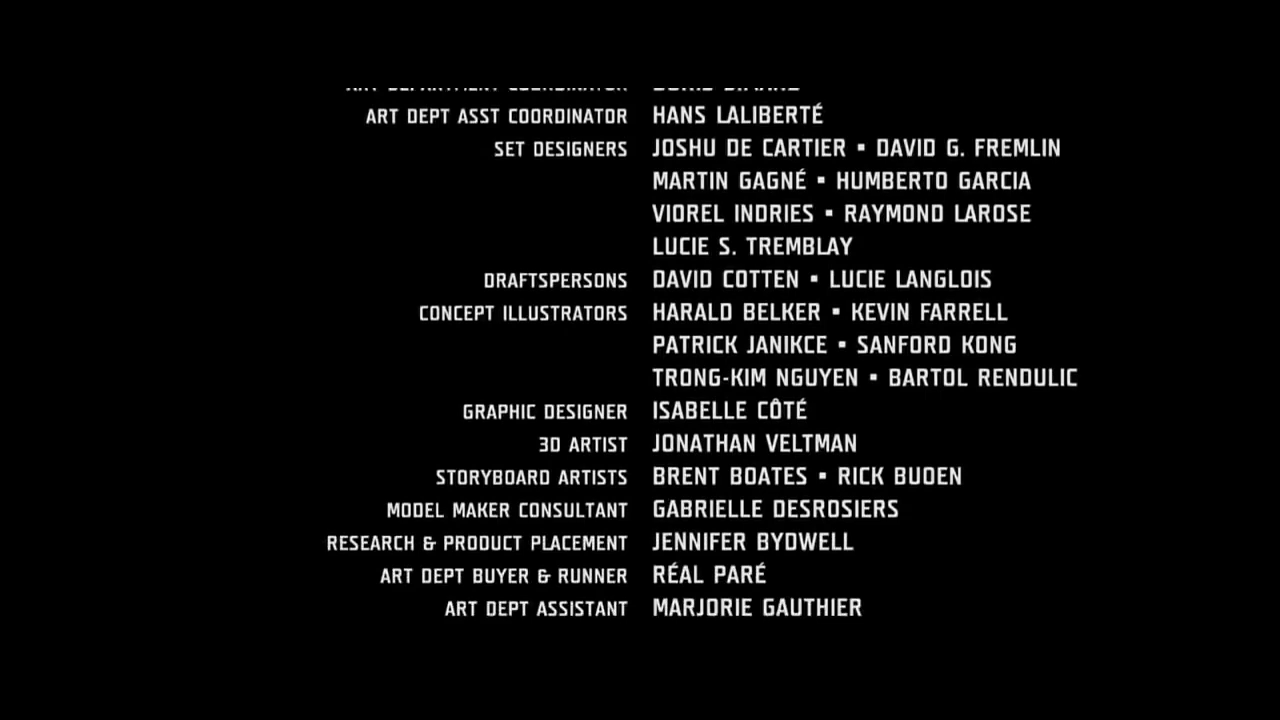 ART DEPARTMENT COORDINATOR
ART DEPT ASST COORDINATOR HANS LALIBERTÉ
SET DESIGNERS JOSHU DE CARTIER ▪ DAVID G. FREMLIN
MARTIN GAGNÉ ▪ HUMBERTO GARCIA
VIOREL INDRIES ▪ RAYMOND LAROSE
LUCIE S. TREMBLAY
DRAFTSPERSONS DAVID COTTEN ▪ LUCIE LANGLOIS
CONCEPT ILLUSTRATORS HARALD BELKER ▪ KEVIN FARRELL
PATRICK JANIKCE ▪ SANFORD KONG
TRONG-KIM NGUYEN ▪ BARTOL RENDULIC
GRAPHIC DESIGNER ISABELLE CÔTÉ
3D ARTIST JONATHAN VELTMAN
STORYBOARD ARTISTS BRENT BOATES ▪ RICK BUOEN
MODEL MAKER CONSULTANT GABRIELLE DESROSIERS
RESEARCH & PRODUCT PLACEMENT JENNIFER BYDWELL
ART DEPT BUYER & RUNNER RÉAL PARÉ
ART DEPT ASSISTANT MARJORIE GAUTHIER